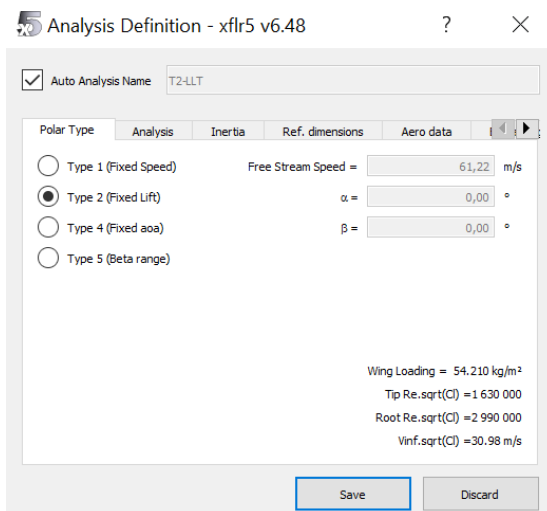 Analysis Definition - xflr5 v6.48 ?
Auto Analysis Name T2-LLT
Polar Type Analysis Inertia Ref. dimensions Aero data
Type 1 (Fixed Speed) Free Stream Speed = 61,22 m/s
Type 2 (Fixed Lift) α = 0,00 °
Type 4 (Fixed aoa) β = 0,00 °
Type 5 (Beta range)
Wing Loading = 54.210 kg/m²
Tip Re.sqrt(Cl) =1 630 000
Root Re.sqrt(Cl) =2 990 000
Vinf.sqrt(Cl) =30.98 m/s
Save Discard